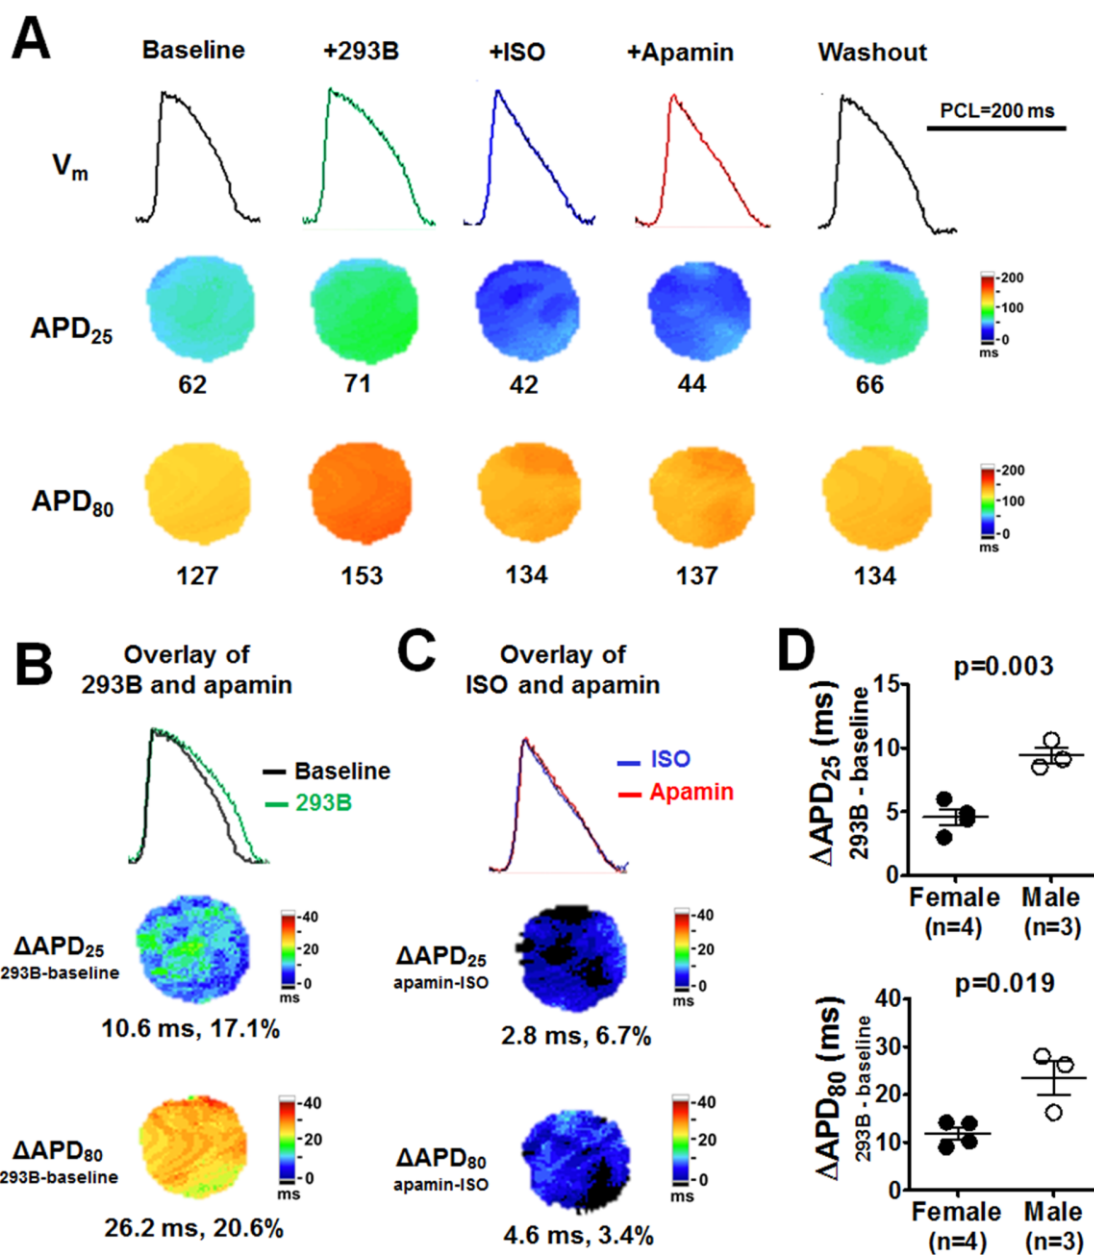 A
Baseline +293B +ISO +Apamin Washout
PCL=200 ms
Vm
APD25
200
100
0
ms
62 71 42 44 66
APD80
200
100
0
ms
127 153 134 137 134
B
Overlay of
293B and apamin
Baseline
293B
ΔAPD25
293B-baseline
40
20
0
ms
10.6 ms, 17.1%
ΔAPD80
293B-baseline
40
20
0
ms
26.2 ms, 20.6%
C
Overlay of
ISO and apamin
ISO
Apamin
ΔAPD25
apamin-ISO
40
20
0
ms
2.8 ms, 6.7%
ΔAPD80
apamin-ISO
40
20
0
ms
4.6 ms, 3.4%
D
p=0.003
ΔAPD25 (ms)
293B - baseline
15
10
5
0
Female Male
(n=4) (n=3)
p=0.019
ΔAPD80 (ms)
293B - baseline
40
30
20
10
0
Female Male
(n=4) (n=3)